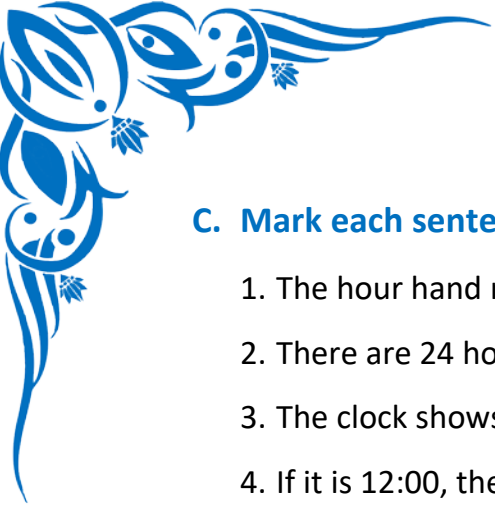 C. Mark each sente
1. The hour hand
2. There are 24 ho
3. The clock shows
4. If it is 12:00, the